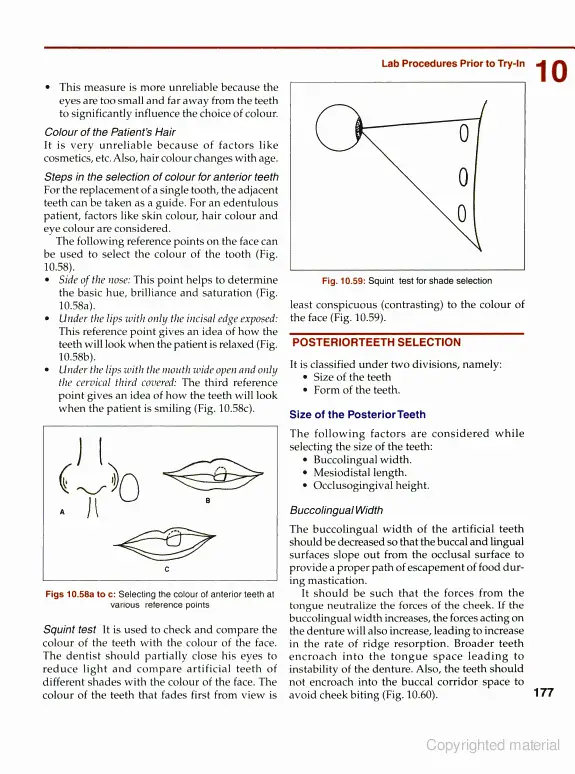 Lab Procedures Prior to Try-In
10
• This measure is more unreliable because the
eyes are too small and far away from the teeth
to significantly influence the choice of colour.
Colour of the Patient's Hair
It is very unreliable because of factors like
cosmetics, etc. Also, hair colour changes with age.
Steps in the selection of colour for anterior teeth
For the replacement of a single tooth, the adjacent
teeth can be taken as a guide. For an edentulous
patient, factors like skin colour, hair colour and
eye colour are considered.
The following reference points on the face can
be used to select the colour of the tooth (Fig.
10.58).
• Side of the nose: This point helps to determine
the basic hue, brilliance and saturation (Fig.
10.58a).
• Under the lips with only the incisal edge exposed:
This reference point gives an idea of how the
teeth will look when the patient is relaxed (Fig.
10.58b).
• Under the lips with the mouth wide open and only
the cervical third covered: The third reference
point gives an idea of how the teeth will look
when the patient is smiling (Fig. 10.58c).
A
B
C
Figs 10.58a to c: Selecting the colour of anterior teeth at
various reference points
Squint test It is used to check and compare the
colour of the teeth with the colour of the face.
The dentist should partially close his eyes to
reduce light and compare artificial teeth of
different shades with the colour of the face. The
colour of the teeth that fades first from view is
Fig. 10.59: Squint test for shade selection
least conspicuous (contrasting) to the colour of
the face (Fig. 10.59).
POSTERIORTEETH SELECTION
It is classified under two divisions, namely:
• Size of the teeth
• Form of the teeth.
Size of the Posterior Teeth
The following factors are considered while
selecting the size of the teeth:
• Buccolingual width.
• Mesiodistal length.
• Occlusogingival height.
Buccolingual Width
The buccolingual width of the artificial teeth
should be decreased so that the buccal and lingual
surfaces slope out from the occlusal surface to
provide a proper path of escapement of food dur-
ing mastication.
It should be such that the forces from the
tongue neutralize the forces of the cheek. If the
buccolingual width increases, the forces acting on
the denture will also increase, leading to increase
in the rate of ridge resorption. Broader teeth
encroach into the tongue space leading to
instability of the denture. Also, the teeth should
not encroach into the buccal corridor space to
avoid cheek biting (Fig. 10.60).
177
Copyrighted material